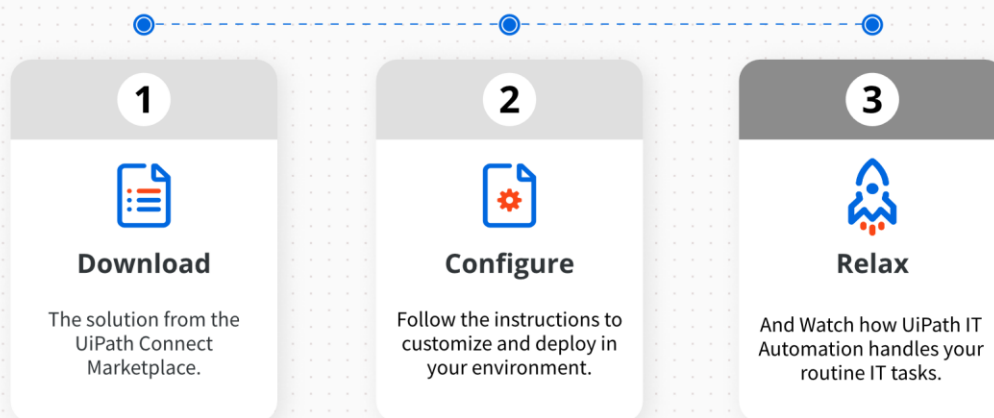 1
Download
The solution from the
UiPath Connect
Marketplace.
2
Configure
Follow the instructions to
customize and deploy in
your environment.
3
Relax
And Watch how UiPath IT
Automation handles your
routine IT tasks.